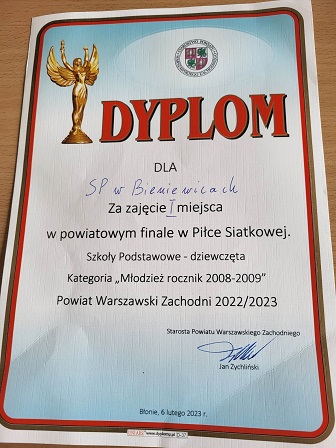 DYPLOM
DLA
SP w Bieniewicach
Za zajęcie I miejsca
w powiatowym finale w Piłce Siatkowej.
Szkoły Podstawowe - dziewczęta
Kategoria „Młodzież rocznik 2008-2009"
Powiat Warszawski Zachodni 2022/2023
Starosta Powiatu Warszawskiego Zachodniego
Jan Żychliński
Błonie, 6 lutego 2023 r.